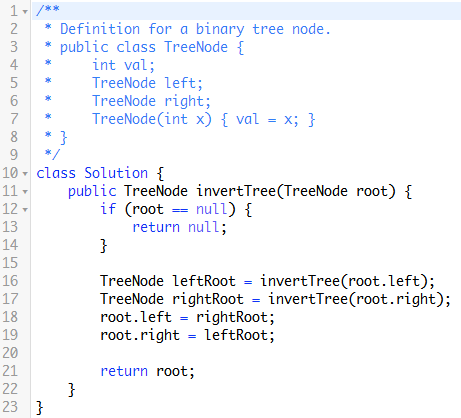 1 /**
2  * Definition for a binary tree node.
3  * public class TreeNode {
4  *     int val;
5  *     TreeNode left;
6  *     TreeNode right;
7  *     TreeNode(int x) { val = x; }
8  * }
9  */
10 class Solution {
11     public TreeNode invertTree(TreeNode root) {
12         if (root == null) {
13             return null;
14         }
15
16         TreeNode leftRoot = invertTree(root.left);
17         TreeNode rightRoot = invertTree(root.right);
18         root.left = rightRoot;
19         root.right = leftRoot;
20
21         return root;
22     }
23 }